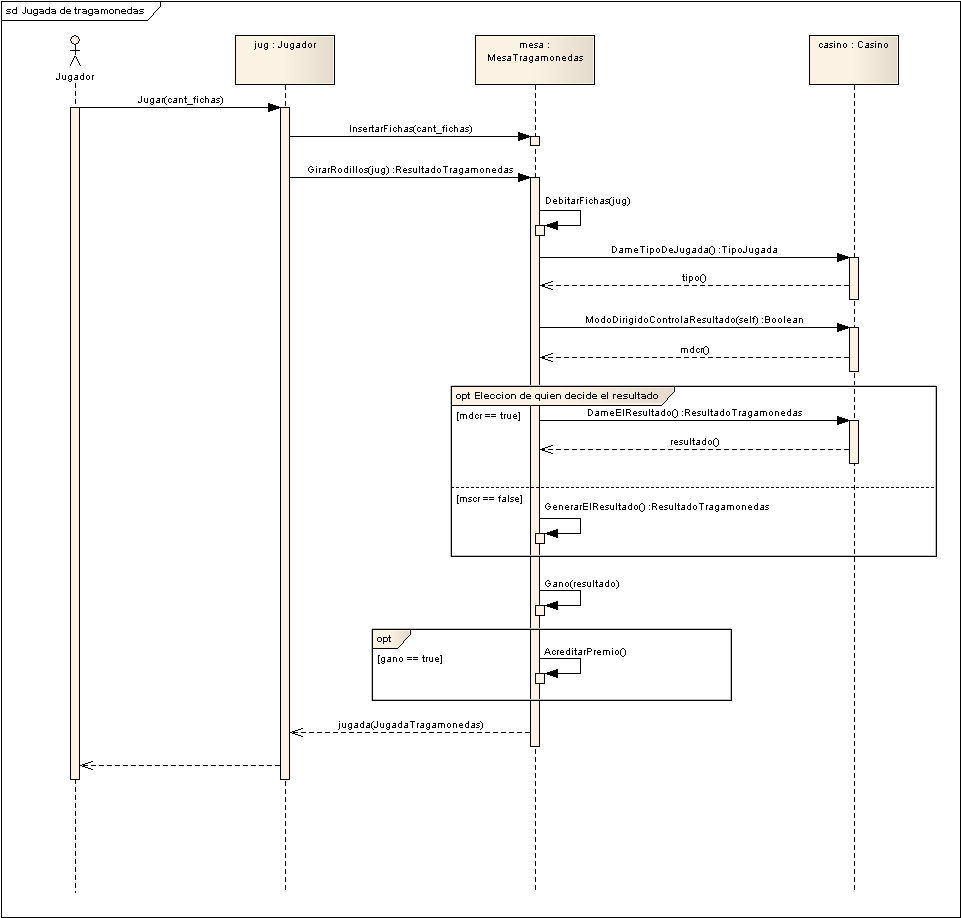 sd Jugada de tragamonedas
Jugador
jug : Jugador
mesa :
MesaTragamonedas
casino : Casino
Jugar(cant_fichas)
InsertarFichas(cant_fichas)
GirarRodillos(jug) :ResultadoTragamonedas
DebitarFichas(jug)
DameTipoDeJugada() :TipoJugada
tipo()
ModoDirigidoControlaResultado(self) :Boolean
mdcr()
opt Eleccion de quien decide el resultado
[mdcr == true]
DameElResultado() :ResultadoTragamonedas
resultado()
[mscr == false]
GenerarElResultado() :ResultadoTragamonedas
Gano(resultado)
opt
[gano == true]
AcreditarPremio()
jugada(JugadaTragamonedas)